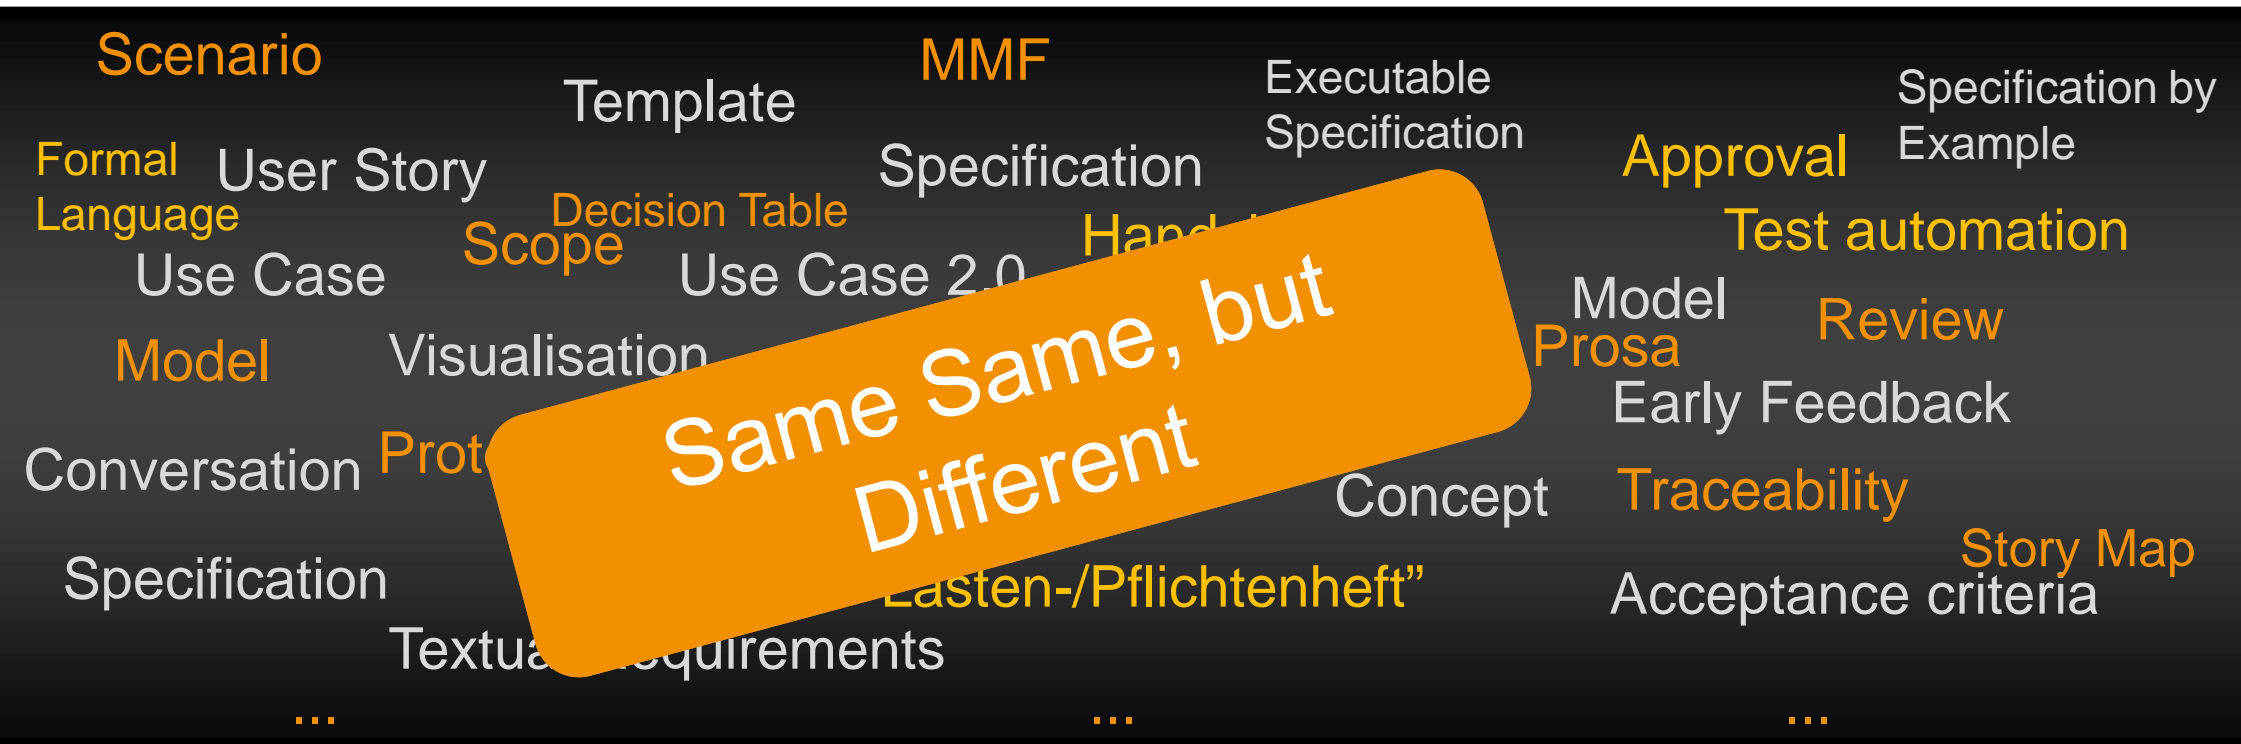 Scenario
MMF
Executable
Specification
Specification by
Example
Template
Formal
Language
User Story
Specification
Approval
Decision Table
Scope
Test automation
Use Case
Use Case 2.0
Model
Review
Prosa
Model
Visualisation
Same Same, but
Different
Early Feedback
Conversation
Concept
Traceability
Story Map
Specification
Lasten-/Pflichtenheft”
Acceptance criteria
Textual Requirements
...
...
...